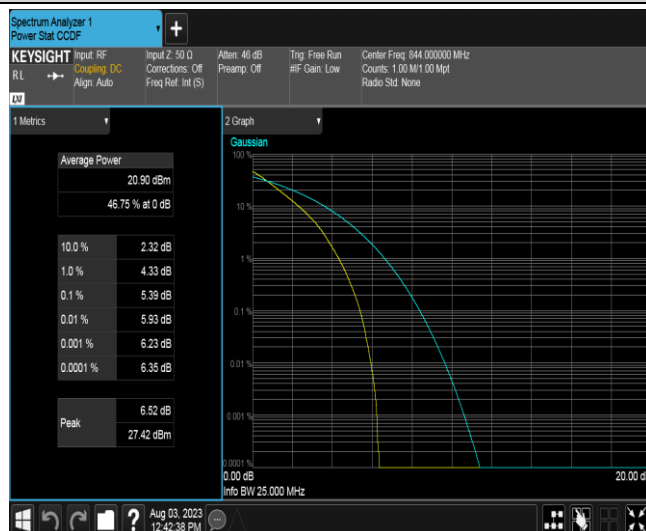 Spectrum Analyzer 1
Power Stat CCDF
KEYSIGHT
RL
LXI
Input: RF
Coupling: DC
Align: Auto
Input Z: 50 Ω
Corrections: Off
Freq Ref: Int (S)
Atten: 46 dB
Preamp: Off
Trig: Free Run
#IF Gain: Low
Center Freq: 844.000000 MHz
Counts: 1.00 M/1.00 Mpt
Radio Std: None
1 Metrics
Average Power
20.90 dBm
46.75 % at 0 dB
10.0 % 2.32 dB
1.0 % 4.33 dB
0.1 % 5.39 dB
0.01 % 5.93 dB
0.001 % 6.23 dB
0.0001 % 6.35 dB
Peak
6.52 dB
27.42 dBm
2 Graph
Gaussian
100 %
10 %
1 %
0.1 %
0.01 %
0.001 %
0.0001 %
0.00 dB
20.00 d
Info BW 25.000 MHz
?
Aug 03, 2023
12:42:38 PM